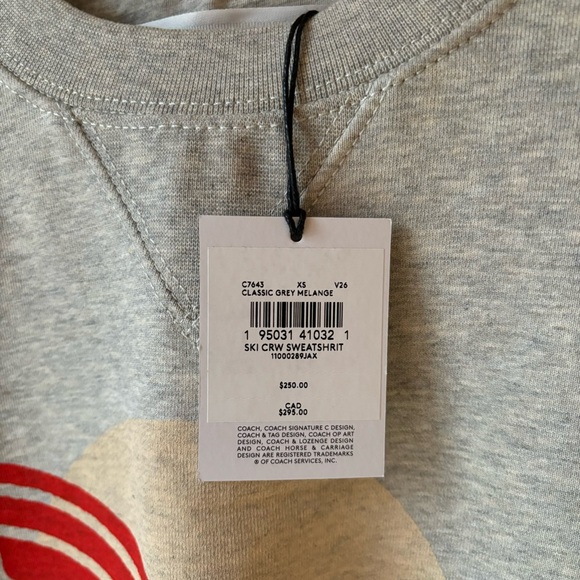 C7643 XS V26
CLASSIC GREY MELANGE
1 95031 41032 1
SKI CRW SWEATSHRIT
11000289JAX
$250.00
CAD
$295.00
COACH, COACH SIGNATURE C DESIGN,
COACH & TAG DESIGN, COACH OP ART
DESIGN, COACH & LOZENGE DESIGN
AND COACH HORSE & CARRIAGE
DESIGN ARE REGISTERED TRADEMARKS
® OF COACH SERVICES, INC.